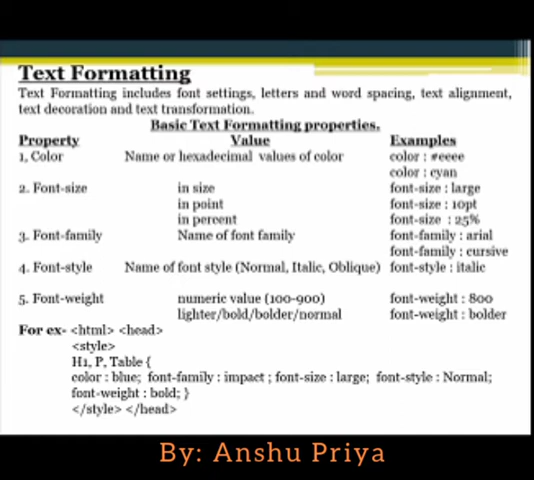 Text Formatting
Text Formatting includes font settings, letters and word spacing, text alignment,
text decoration and text transformation.
Basic Text Formatting properties.
Property Value Examples
1, Color Name or hexadecimal values of color color : #eeee
color : cyan
2. Font-size in size font-size : large
in point font-size : 10pt
in percent font-size : 25%
3. Font-family Name of font family font-family : arial
font-family : cursive
4. Font-style Name of font style (Normal, Italic, Oblique) font-style : italic
5. Font-weight numeric value (100-900) font-weight : 800
lighter/bold/bolder/normal font-weight : bolder
For ex- <html> <head>
<style>
H1, P, Table {
color : blue; font-family : impact ; font-size : large; font-style : Normal;
font-weight : bold; }
</style> </head>
By: Anshu Priya